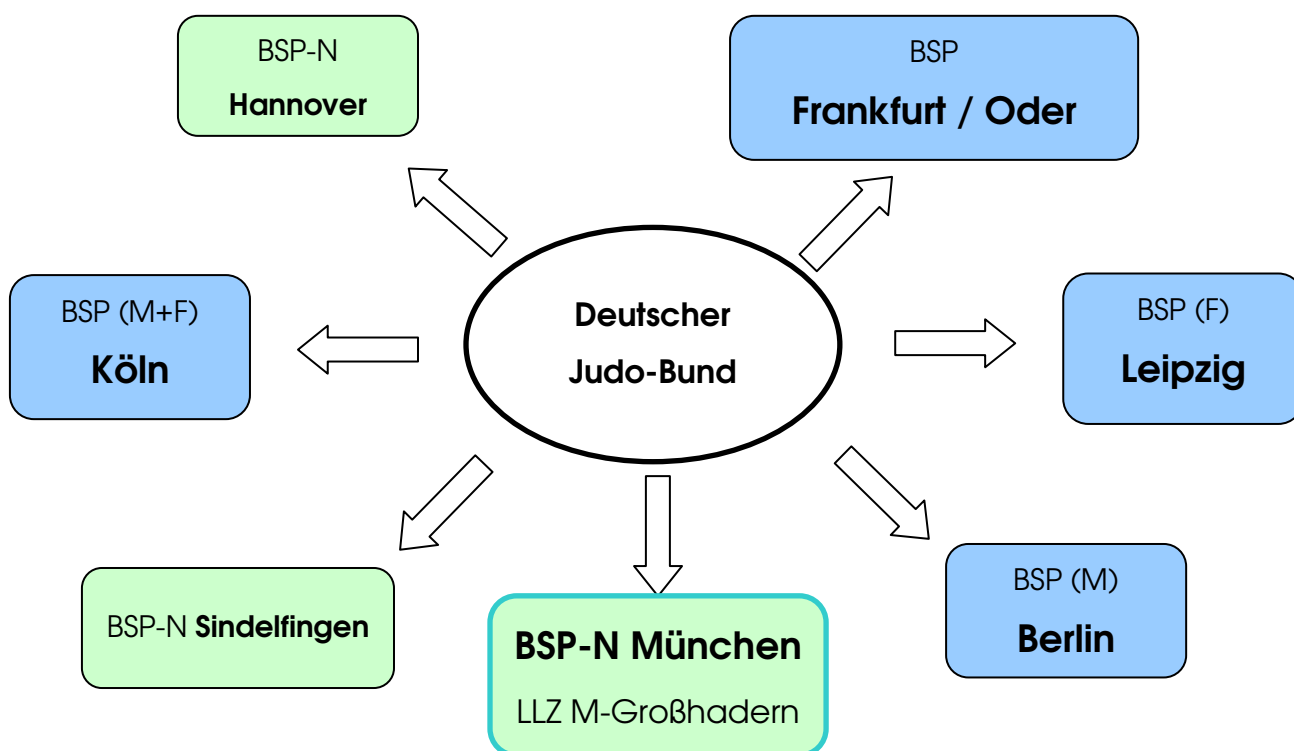 BSP-N
Hannover
BSP
Frankfurt / Oder
Deutscher
Judo-Bund
BSP (M+F)
Köln
BSP (F)
Leipzig
BSP-N Sindelfingen
BSP-N München
LLZ M-Großhadern
BSP (M)
Berlin